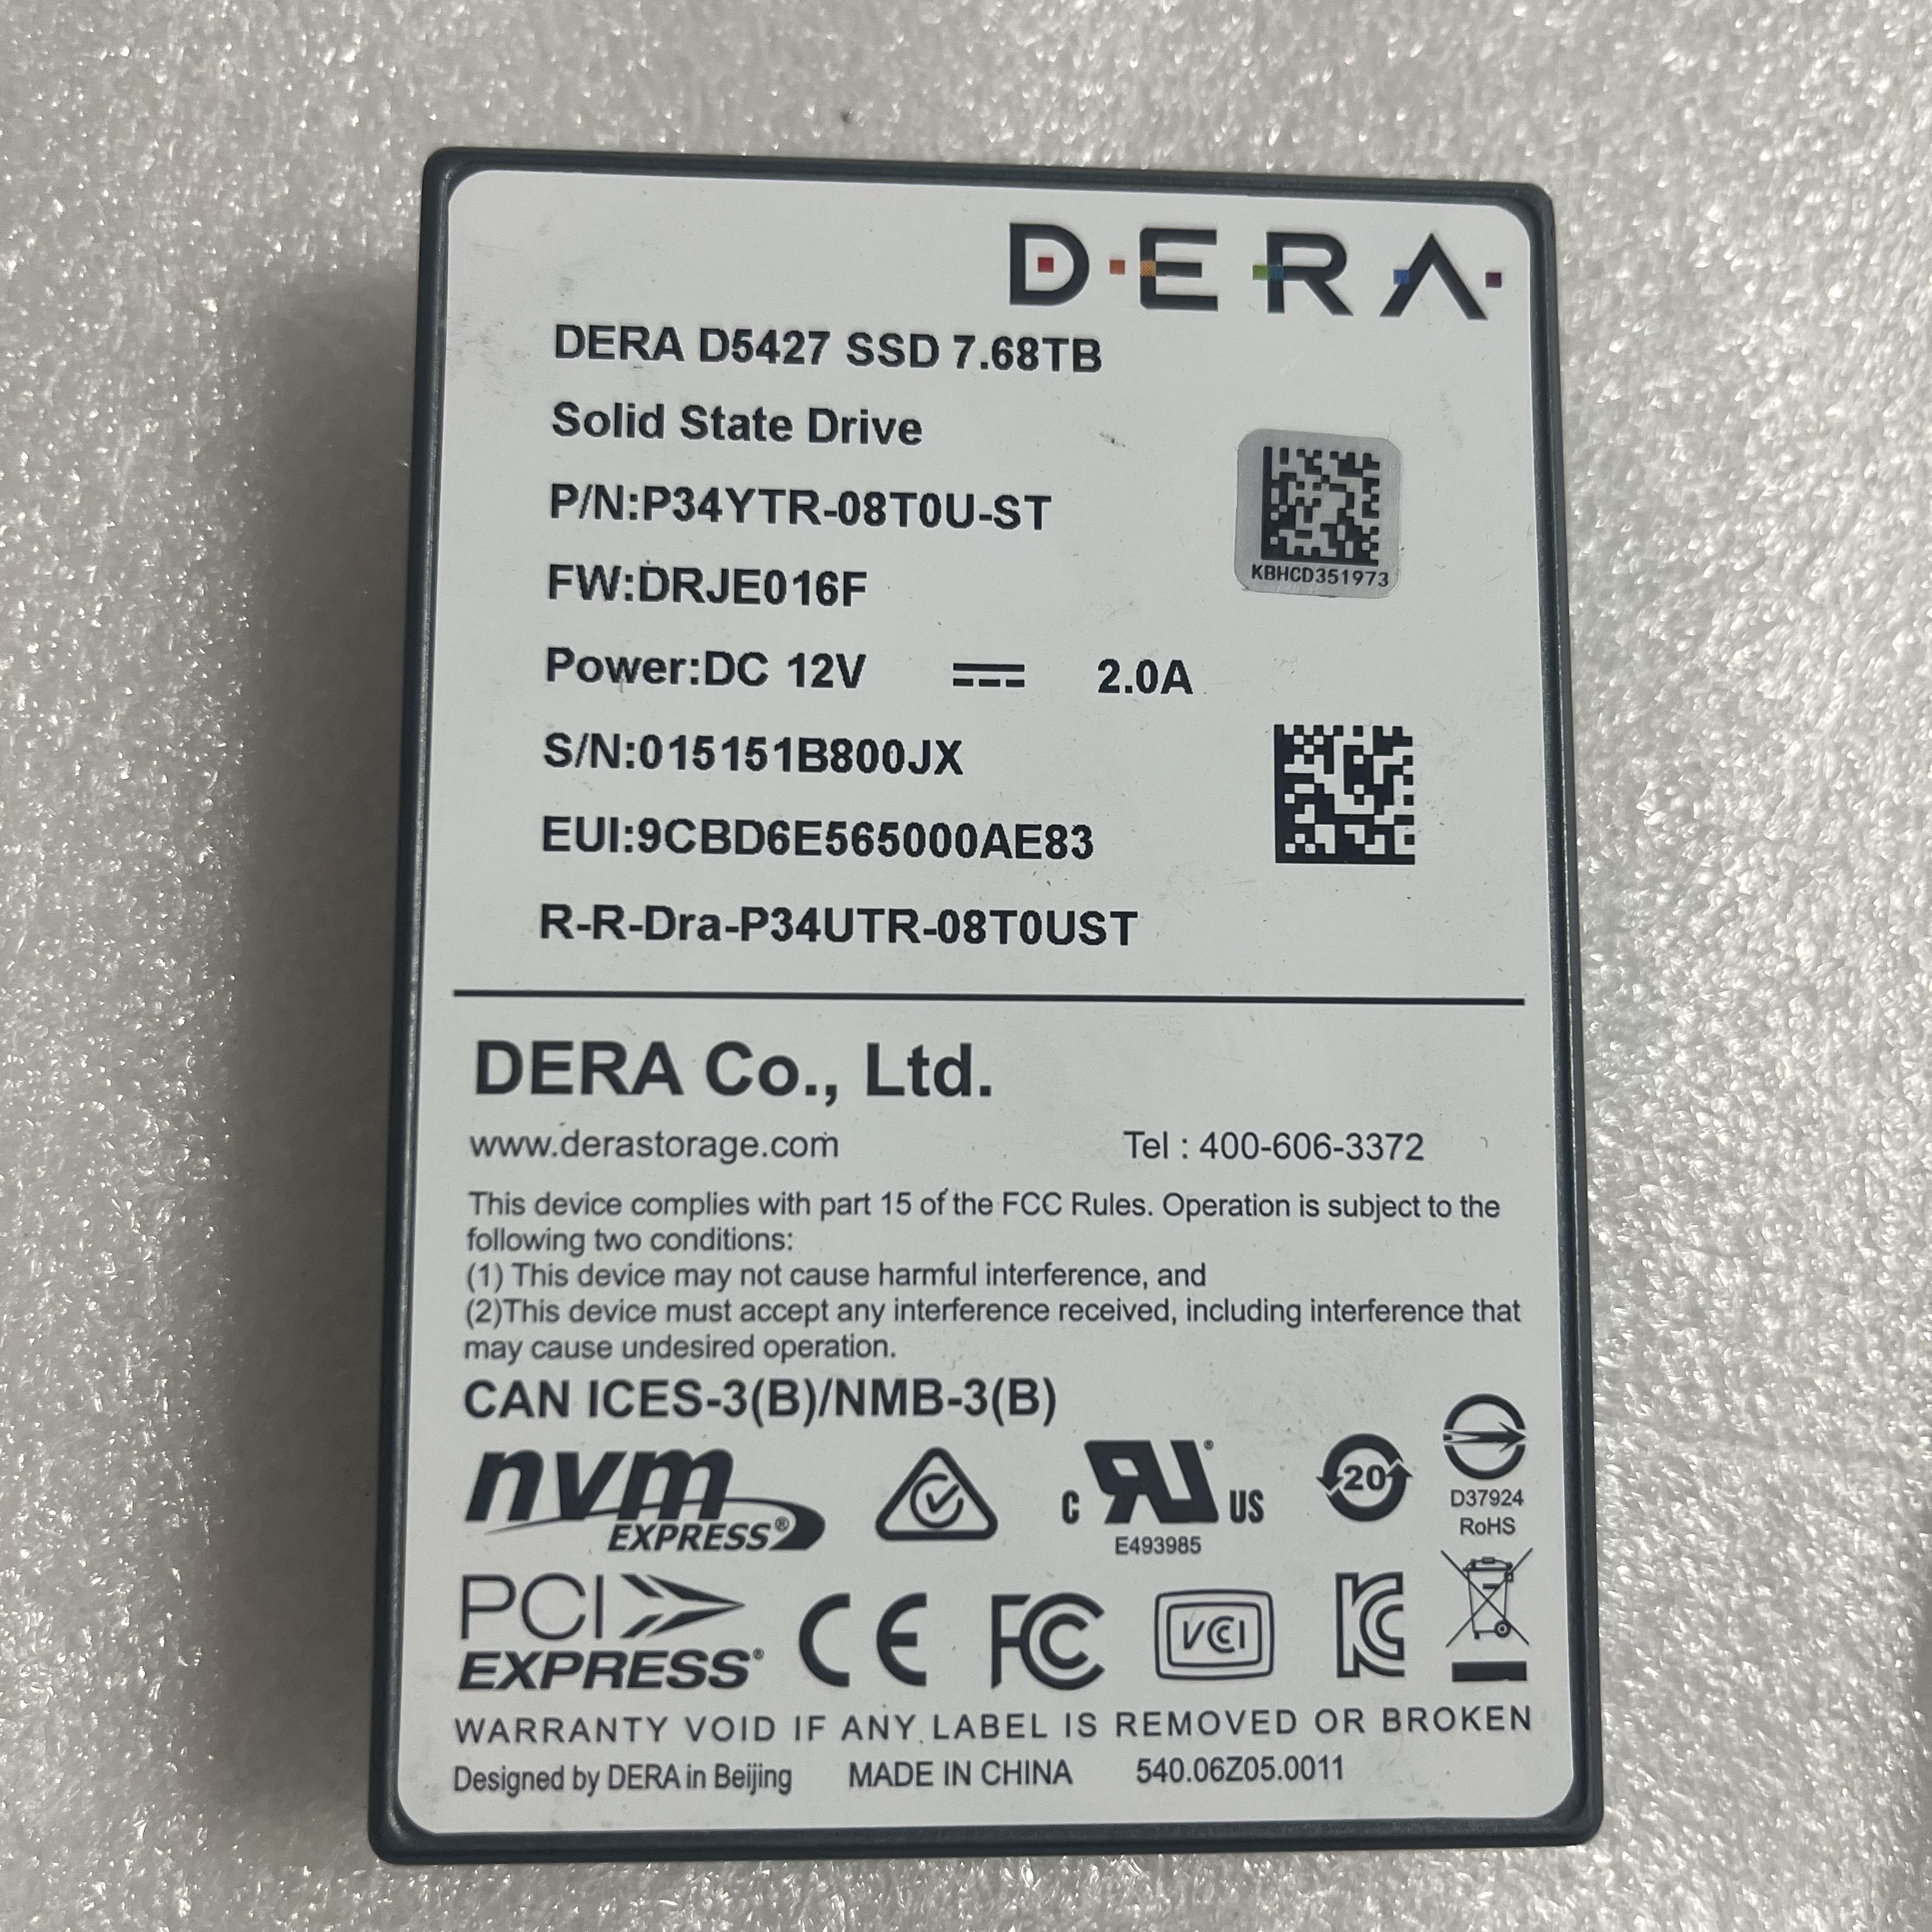 DERA
DERA D5427 SSD 7.68TB
Solid State Drive
P/N:P34YTR-08T0U-ST
KBHCD351973
FW:DRJE016F
Power:DC 12V 2.0A
S/N:015151B800JX
EUI:9CBD6E565000AE83
R-R-Dra-P34UTR-08T0UST
DERA Co., Ltd.
www.derastorage.com Tel : 400-606-3372
This device complies with part 15 of the FCC Rules. Operation is subject to the
following two conditions:
(1) This device may not cause harmful interference, and
(2)This device must accept any interference received, including interference that
may cause undesired operation.
CAN ICES-3(B)/NMB-3(B)
nvm
EXPRESS®
C RU® US
E493985
20
D37924
RoHS
PCI
EXPRESS®
CE FC VCCI KC
WARRANTY VOID IF ANY LABEL IS REMOVED OR BROKEN
Designed by DERA in Beijing MADE IN CHINA 540.06Z05.0011